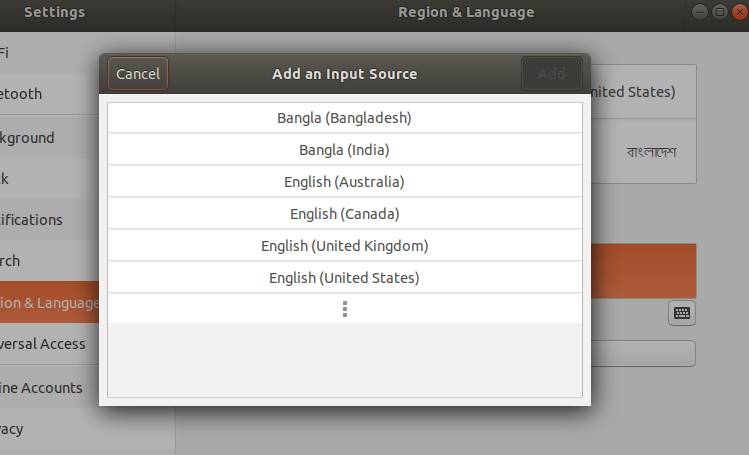 Settings
Region & Language
Cancel
Add an Input Source
Add
Bangla (Bangladesh)
Bangla (India)
English (Australia)
English (Canada)
English (United Kingdom)
English (United States)
Fi
etooth
kground
k
ifications
rch
ion & Language
versal Access
ine Accounts
vacy
nited States)
বাংলাদেশ